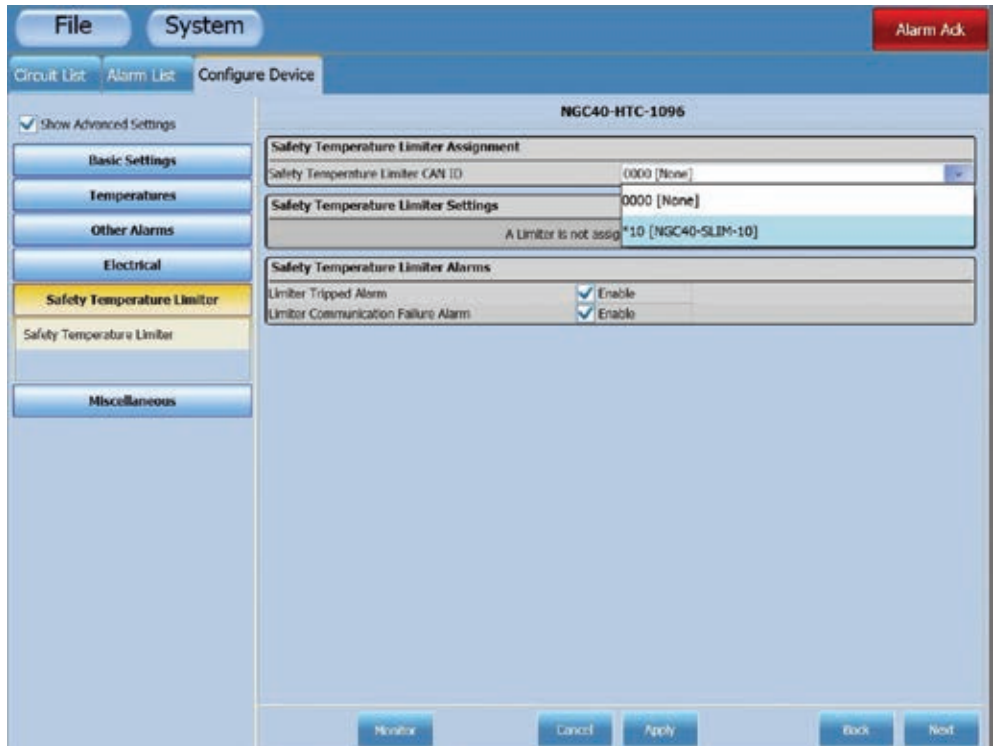 File System
Alarm Ack
Circuit List Alarm List Configure Device
Show Advanced Settings
Basic Settings
Temperatures
Other Alarms
Electrical
Safety Temperature Limiter
Safety Temperature Limiter
Miscellaneous
NGC40-HTC-1096
Safety Temperature Limiter Assignment
Safety Temperature Limiter CAN ID 0000 [None]
0000 [None]
*10 [NGC40-SLIM-10]
Safety Temperature Limiter Settings
A Limiter is not assig
Safety Temperature Limiter Alarms
Limiter Tripped Alarm Enable
Limiter Communication Failure Alarm Enable
Monitor Cancel Apply Back Next